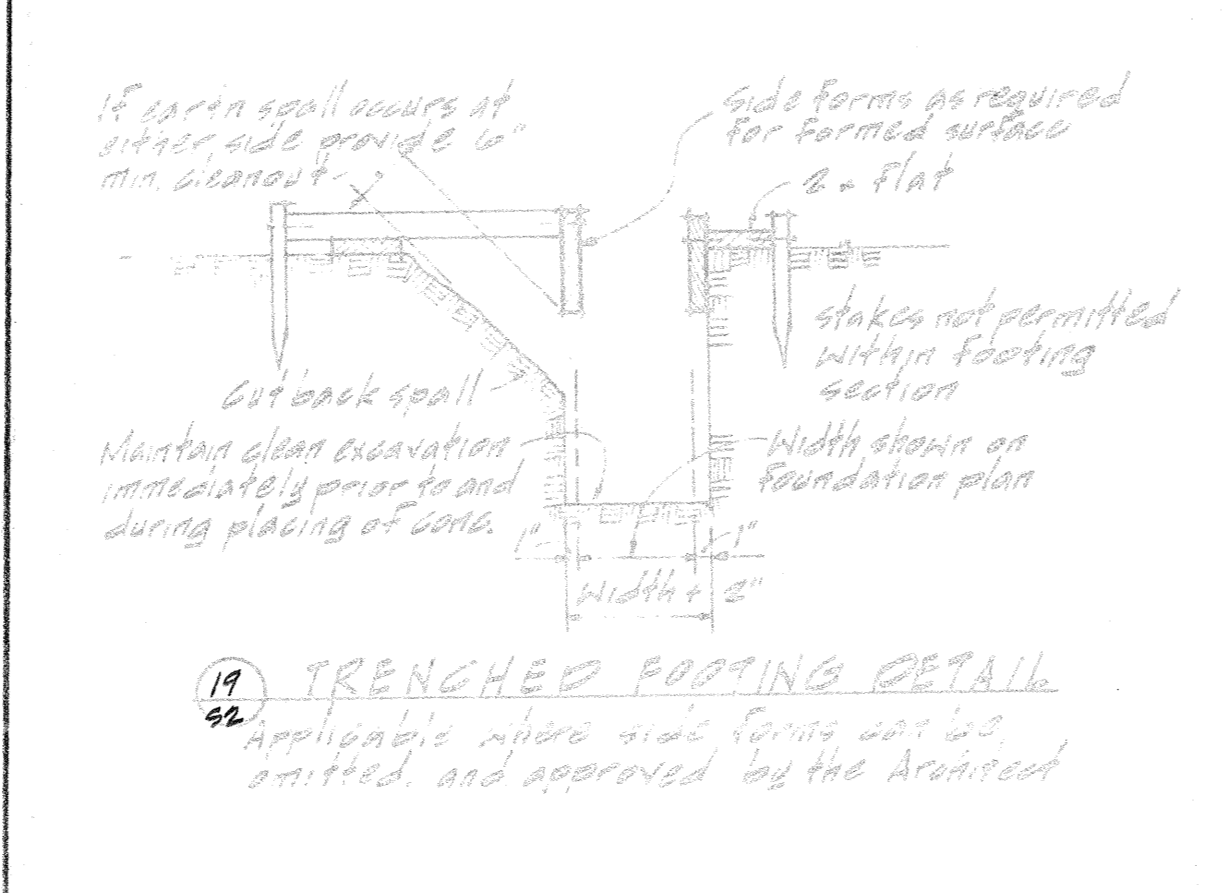 If earth spall occurs at
either side provide 6"
min. cleanout
Side forms as required
for formed surface
2x flat
stakes not permitted
within footing
section
Cut back spall
Maintain clean excavation
immediately prior to and
during placing of conc.
Width shown on
foundation plan
1"
1"
Width + 2"
19
S2
TRENCHED FOOTING DETAIL
Applicable where side forms can be
omitted, and approved by the Architect